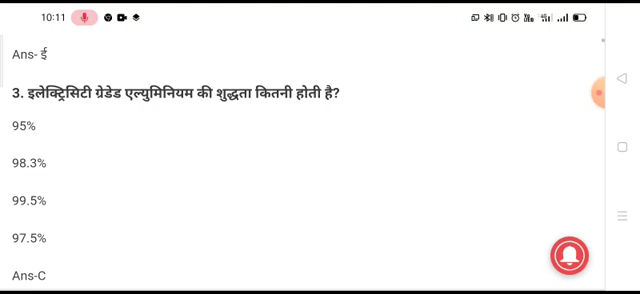 10:11
Ans- ई
3. इलेक्ट्रिसिटी ग्रेडेड एल्युमिनियम की शुद्धता कितनी होती है?
95%
98.3%
99.5%
97.5%
Ans-C